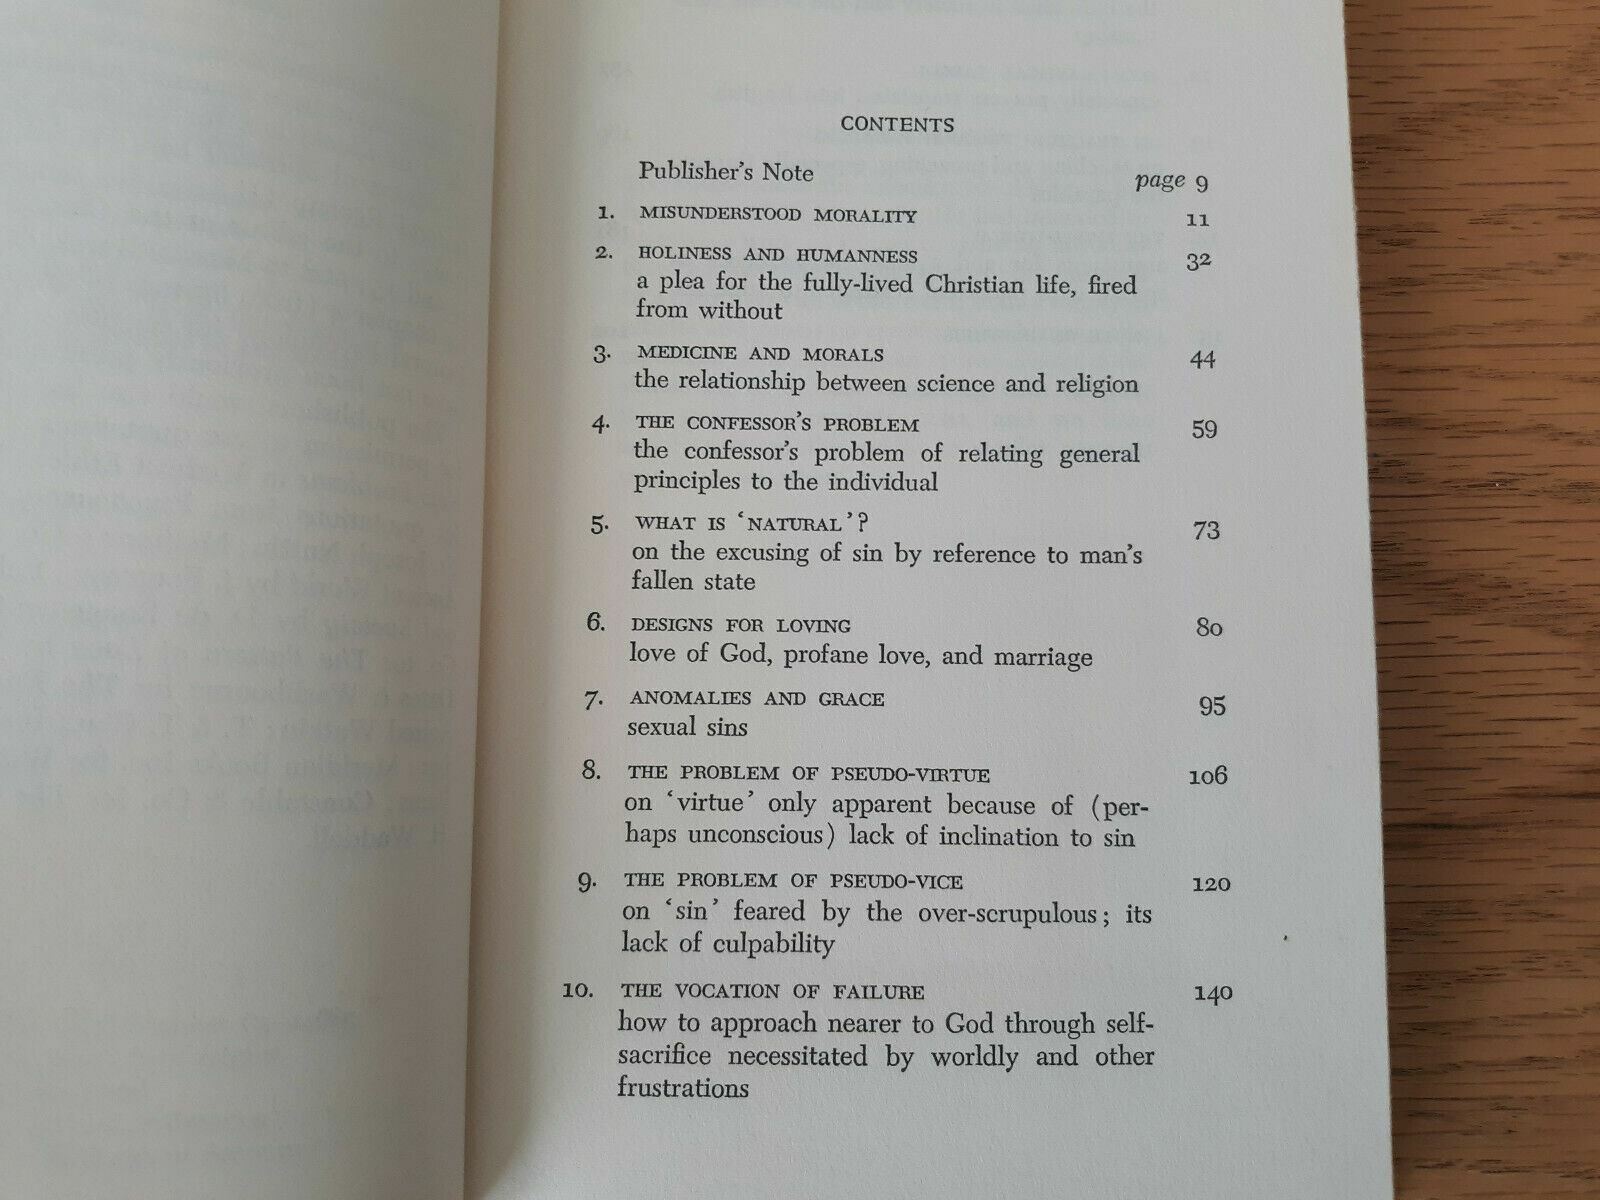 CONTENTS
Publisher's Note page 9
1. MISUNDERSTOOD MORALITY 11
2. HOLINESS AND HUMANNESS 32
a plea for the fully-lived Christian life, fired
from without
3. MEDICINE AND MORALS 44
the relationship between science and religion
4. THE CONFESSOR'S PROBLEM 59
the confessor's problem of relating general
principles to the individual
5. WHAT IS 'NATURAL'? 73
on the excusing of sin by reference to man's
fallen state
6. DESIGNS FOR LOVING 80
love of God, profane love, and marriage
7. ANOMALIES AND GRACE 95
sexual sins
8. THE PROBLEM OF PSEUDO-VIRTUE 106
on 'virtue' only apparent because of (per-
haps unconscious) lack of inclination to sin
9. THE PROBLEM OF PSEUDO-VICE 120
on 'sin' feared by the over-scrupulous; its
lack of culpability
10. THE VOCATION OF FAILURE 140
how to approach nearer to God through self-
sacrifice necessitated by worldly and other
frustrations